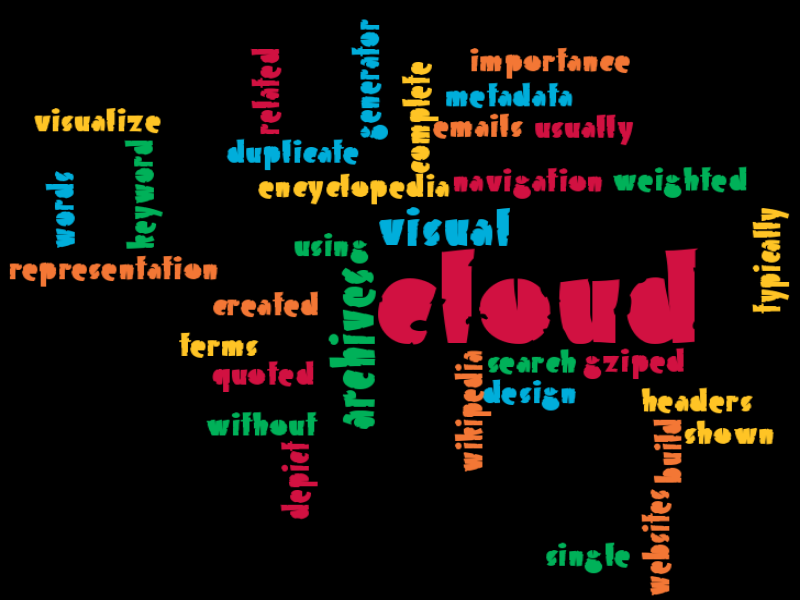 generator
related
importance
complete
metadata
visualize
emails
usually
keyword
duplicate
words
encyclopedia
navigation
weighted
visual
typically
using
archives.
cloud
representation
created
terms
quoted
wikipedia
search
gziped
design
headers
without
shown
build
depict
websites
single